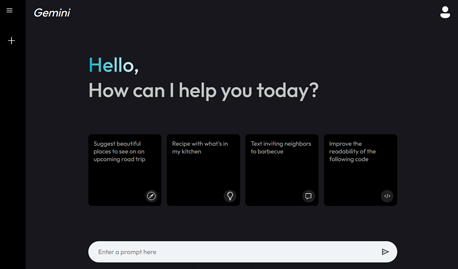 Gemini
Hello,
How can I help you today?
Suggest beautiful
places to see on an
upcoming road trip
Recipe with what's in
my kitchen
Text inviting neighbors
to barbecue
Improve the
readability of the
following code
Enter a prompt here